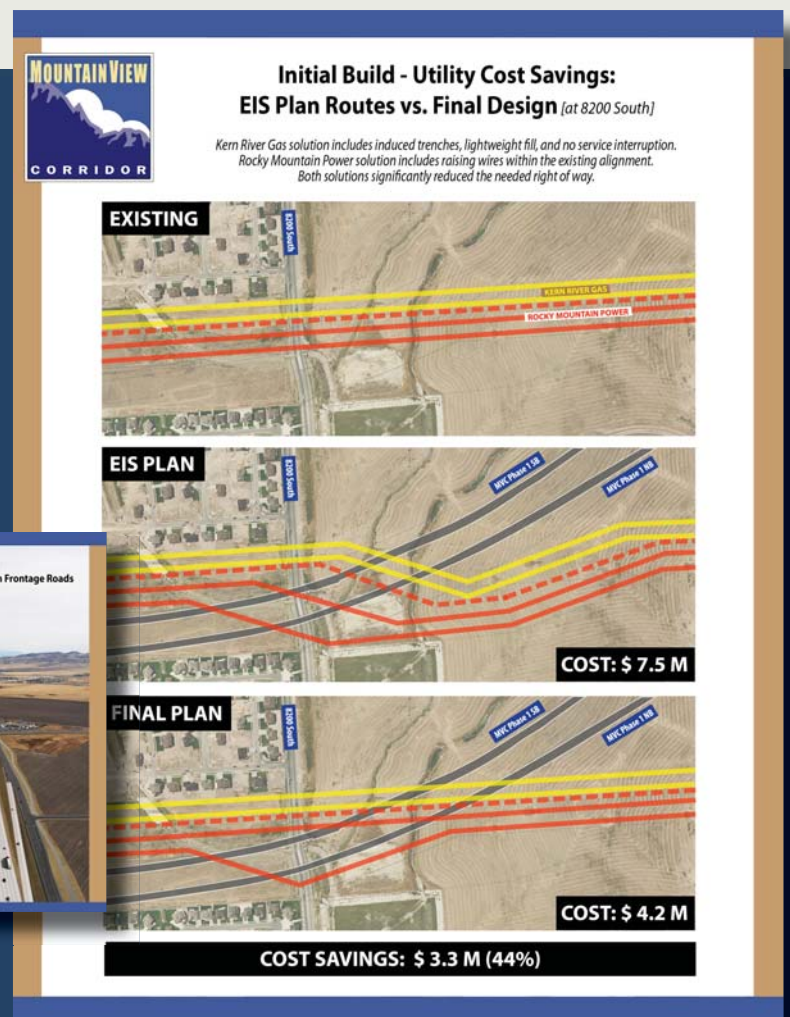 MOUNTAIN VIEW
CORRIDOR
Initial Build - Utility Cost Savings:
EIS Plan Routes vs. Final Design [at 8200 South]
Kern River Gas solution includes induced trenches, lightweight fill, and no service interruption.
Rocky Mountain Power solution includes raising wires within the existing alignment.
Both solutions significantly reduced the needed right of way.
EXISTING
8200 South
KERN RIVER GAS
ROCKY MOUNTAIN POWER
EIS PLAN
8200 South
MVC Phase 1 SB
MVC Phase 1 NB
COST: $ 7.5 M
Frontage Roads
FINAL PLAN
8200 South
MVC Phase 1 SB
MVC Phase 1 NB
COST: $ 4.2 M
COST SAVINGS: $ 3.3 M (44%)